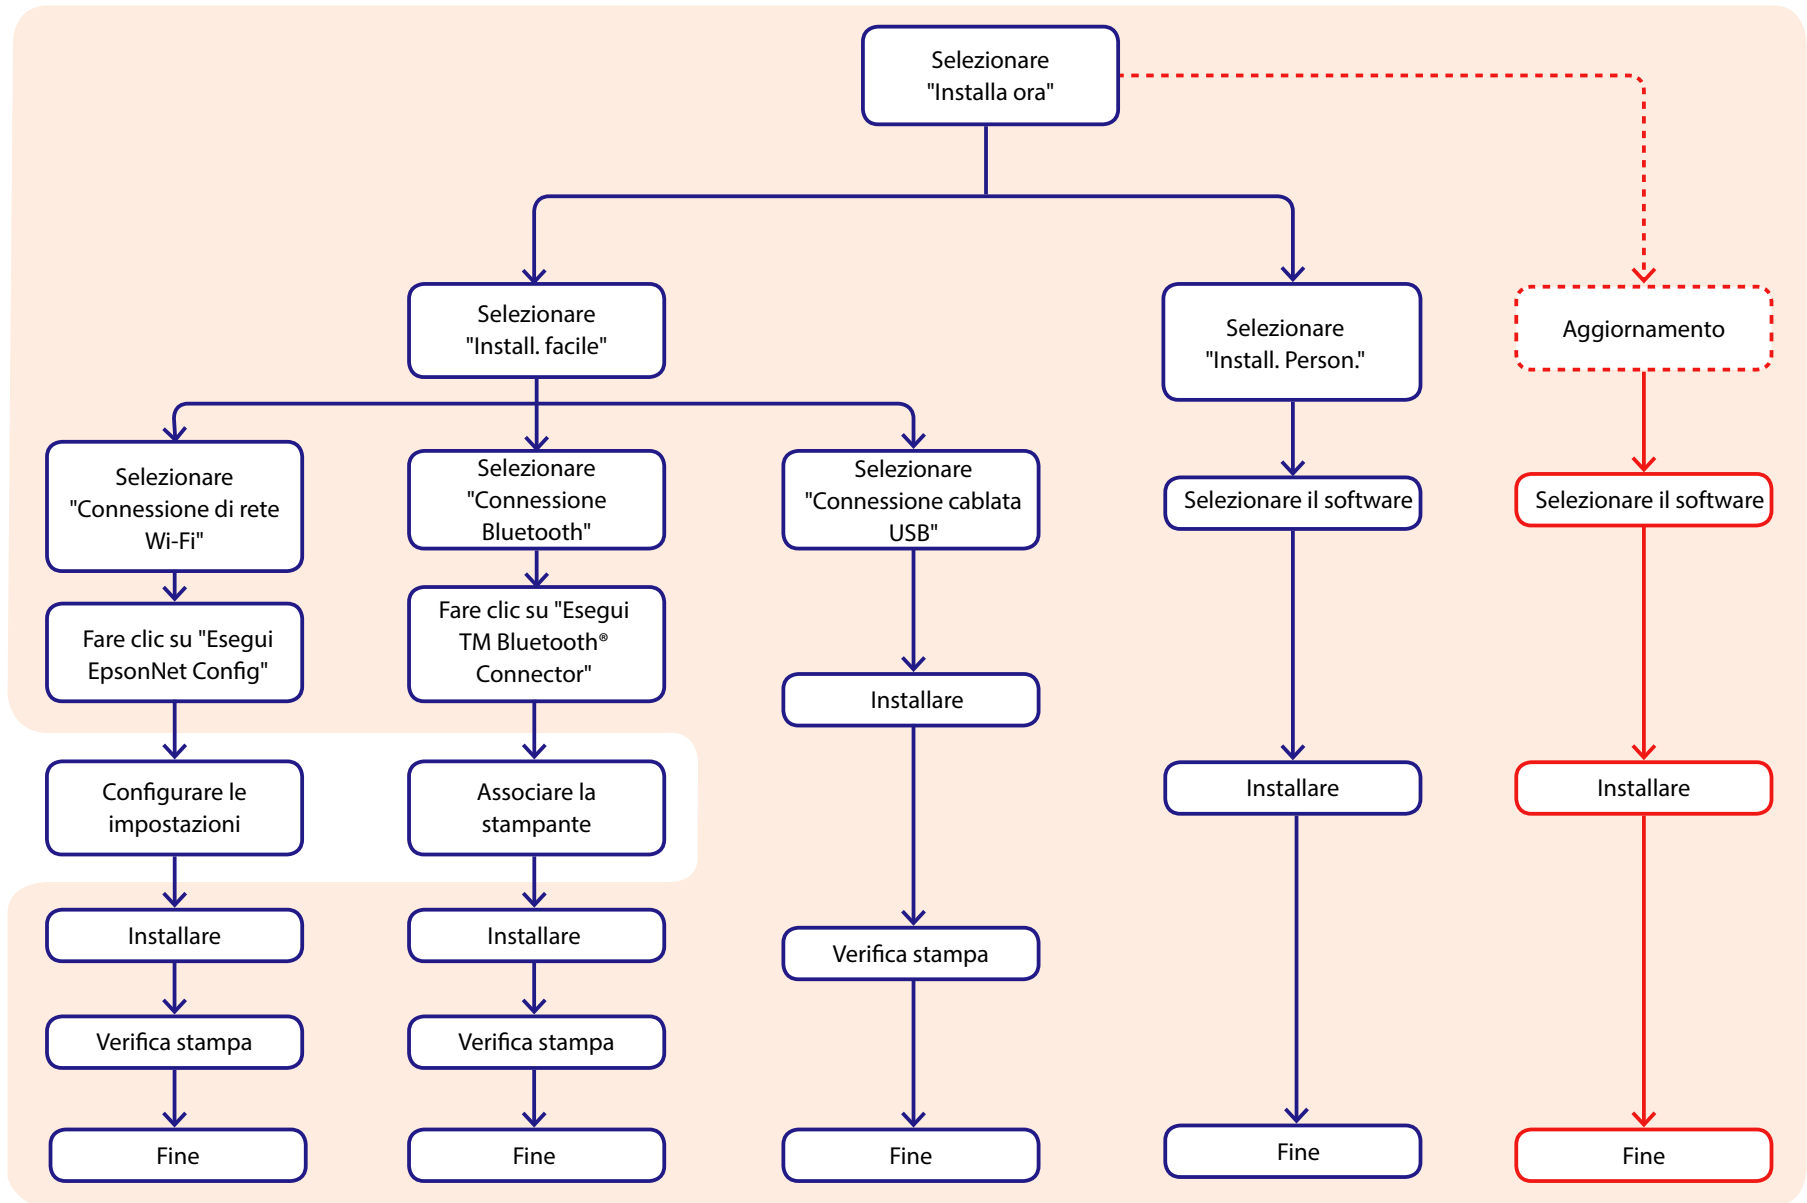 Selezionare
"Installa ora"
Selezionare
"Install. facile"
Selezionare
"Install. Person."
Aggiornamento
Selezionare
"Connessione di rete
Wi-Fi"
Selezionare
"Connessione
Bluetooth"
Selezionare
"Connessione cablata
USB"
Selezionare il software
Selezionare il software
Fare clic su "Esegui
EpsonNet Config"
Fare clic su "Esegui
TM Bluetooth®
Connector"
Installare
Configurare le
impostazioni
Associare la
stampante
Installare
Installare
Installare
Installare
Verifica stampa
Verifica stampa
Verifica stampa
Fine
Fine
Fine
Fine
Fine